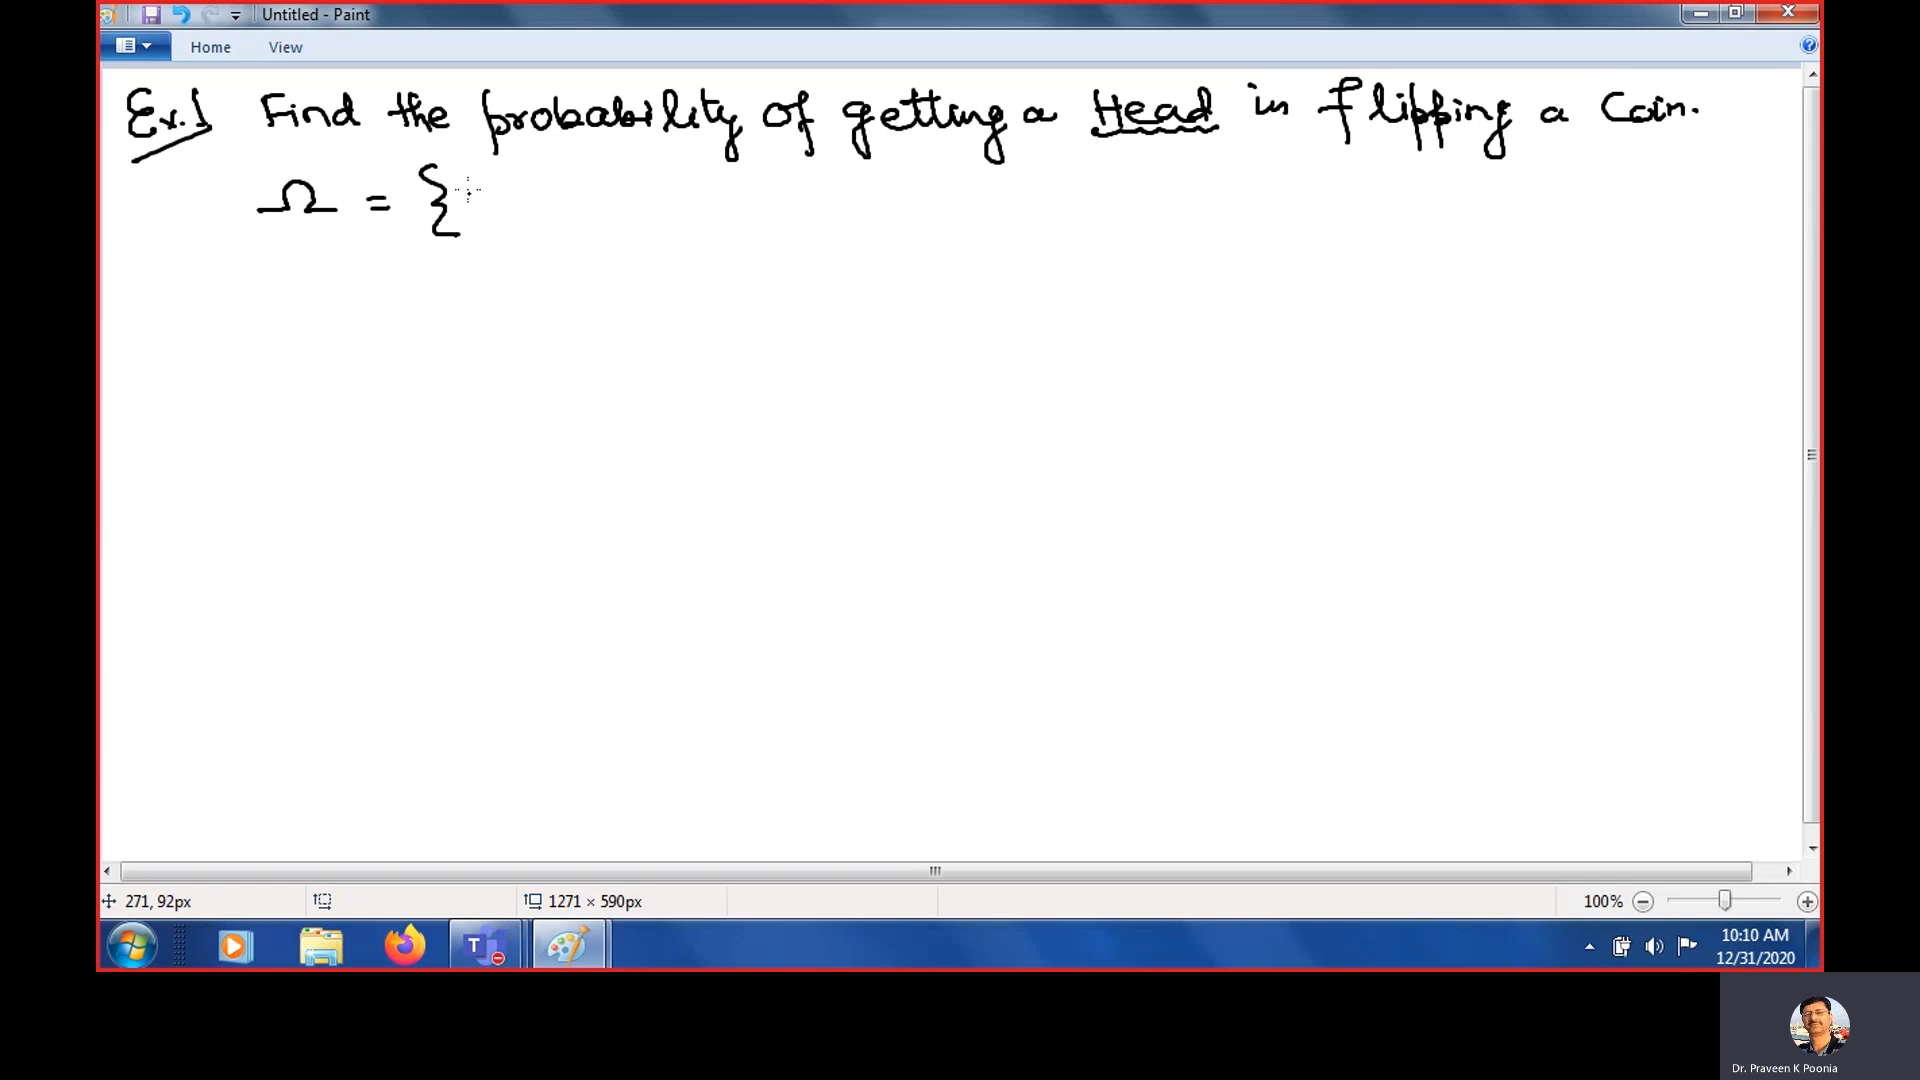 Untitled - Paint
Home View
Ex.1 Find the probability of getting a Head in flipping a Coin.
Ω = {
271, 92px 1271 × 590px 100%
T 10:10 AM
12/31/2020
Dr. Praveen K Poonia